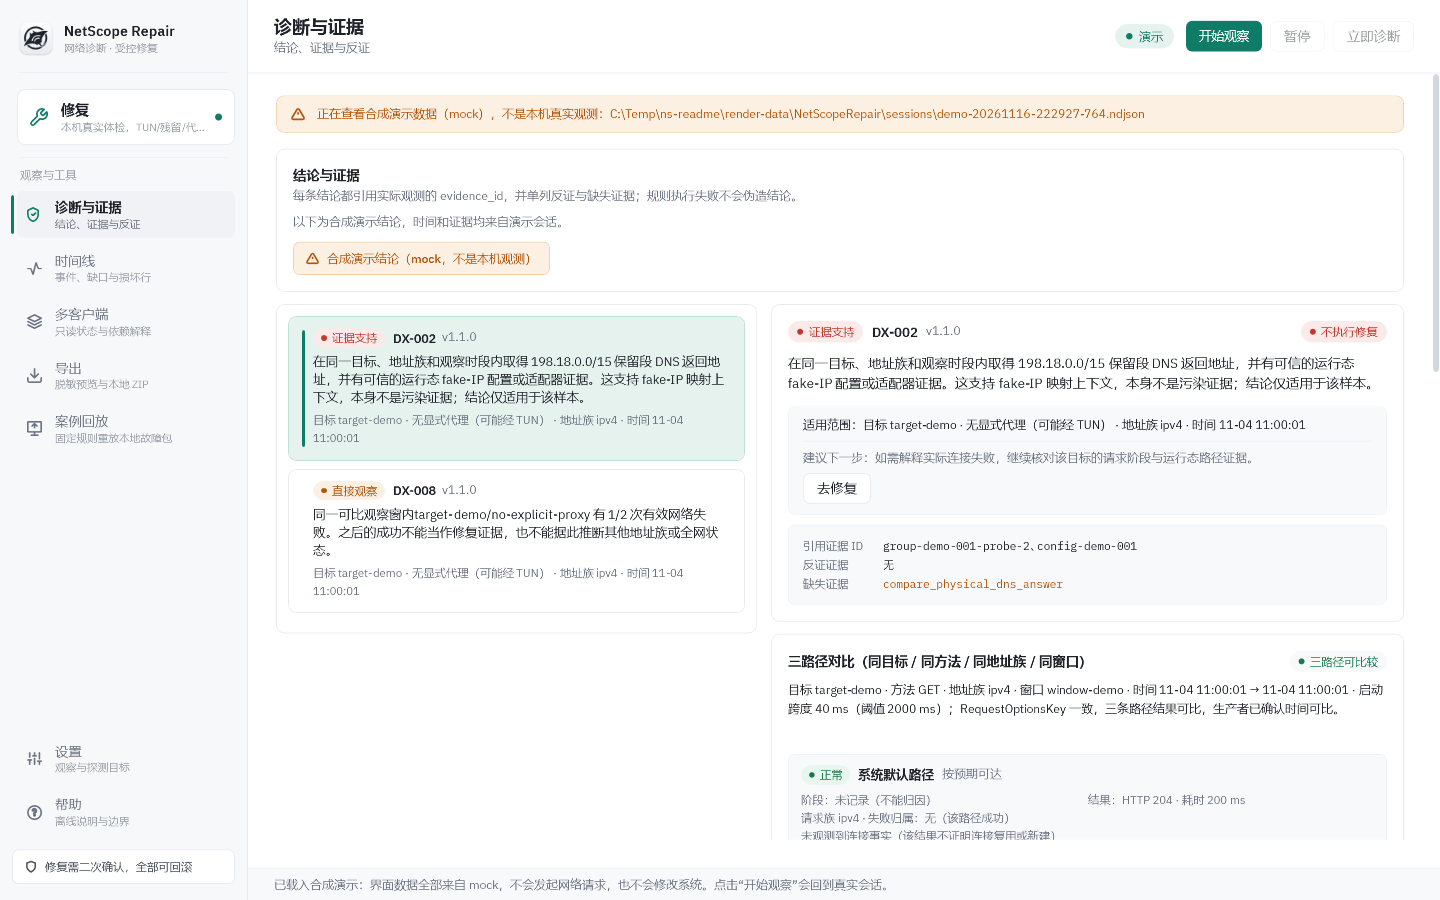 NetScope Repair
网络诊断 · 受控修复
修复
本机真实体检，TUN/残留/代...
观察与工具
诊断与证据
结论、证据与反证
时间线
事件、缺口与损坏行
多客户端
只读状态与依赖解释
导出
脱敏预览与本地 ZIP
案例回放
固定规则重放本地故障包
设置
观察与探测目标
帮助
离线说明与边界
修复需二次确认，全部可回滚
诊断与证据
结论、证据与反证
演示
开始观察
暂停
立即诊断
正在查看合成演示数据（mock），不是本机真实观测：C:\Temp\ns-readme\render-data\NetScopeRepair\sessions\demo-20261116-222927-764.ndjson
结论与证据
每条结论都引用实际观测的 evidence_id，并单列反证与缺失证据；规则执行失败不会伪造结论。
以下为合成演示结论，时间和证据均来自演示会话。
合成演示结论（mock，不是本机观测）
证据支持 DX-002 v1.1.0
在同一目标、地址族和观察时段内取得 198.18.0.0/15 保留段 DNS 返回地
址，并有可信的运行态 fake-IP 配置或适配器证据。这支持 fake-IP 映射上
下文，本身不是污染证据；结论仅适用于该样本。
目标 target-demo · 无显式代理（可能经 TUN） · 地址族 ipv4 · 时间 11-04
11:00:01
直接观察 DX-008 v1.1.0
同一可比观察窗内target-demo/no-explicit-proxy 有 1/2 次有效网络失
败。之后的成功不能当作修复证据，也不能据此推断其他地址族或全网状
态。
目标 target-demo · 无显式代理（可能经 TUN） · 地址族 ipv4 · 时间 11-04
11:00:01
证据支持 DX-002 v1.1.0
不执行修复
在同一目标、地址族和观察时段内取得 198.18.0.0/15 保留段 DNS 返回地址，并有可信的运行态
fake-IP 配置或适配器证据。这支持 fake-IP 映射上下文，本身不是污染证据；结论仅适用于该样本。
适用范围：目标 target-demo · 无显式代理（可能经 TUN） · 地址族 ipv4 · 时间 11-04 11:00:01
建议下一步：如需解释实际连接失败，继续核对该目标的请求阶段与运行态路径证据。
去修复
引用证据 ID group-demo-001-probe-2、config-demo-001
反证证据 无
缺失证据 compare_physical_dns_answer
三路径对比（同目标 / 同方法 / 同地址族 / 同窗口）
三路径可比较
目标 target-demo · 方法 GET · 地址族 ipv4 · 窗口 window-demo · 时间 11-04 11:00:01 → 11-04 11:00:01 · 启动
跨度 40 ms（阈值 2000 ms）；RequestOptionsKey 一致，三条路径结果可比，生产者已确认时间可比。
正常 系统默认路径 按预期可达
阶段：未记录（不能归因） 结果：HTTP 204 · 耗时 200 ms
请求族 ipv4 · 失败归属：无（该路径成功）
未观测到连接事实（该结果不证明连接复用或新建）
已载入合成演示：界面数据全部来自 mock，不会发起网络请求，也不会修改系统。点击“开始观察”会回到真实会话。